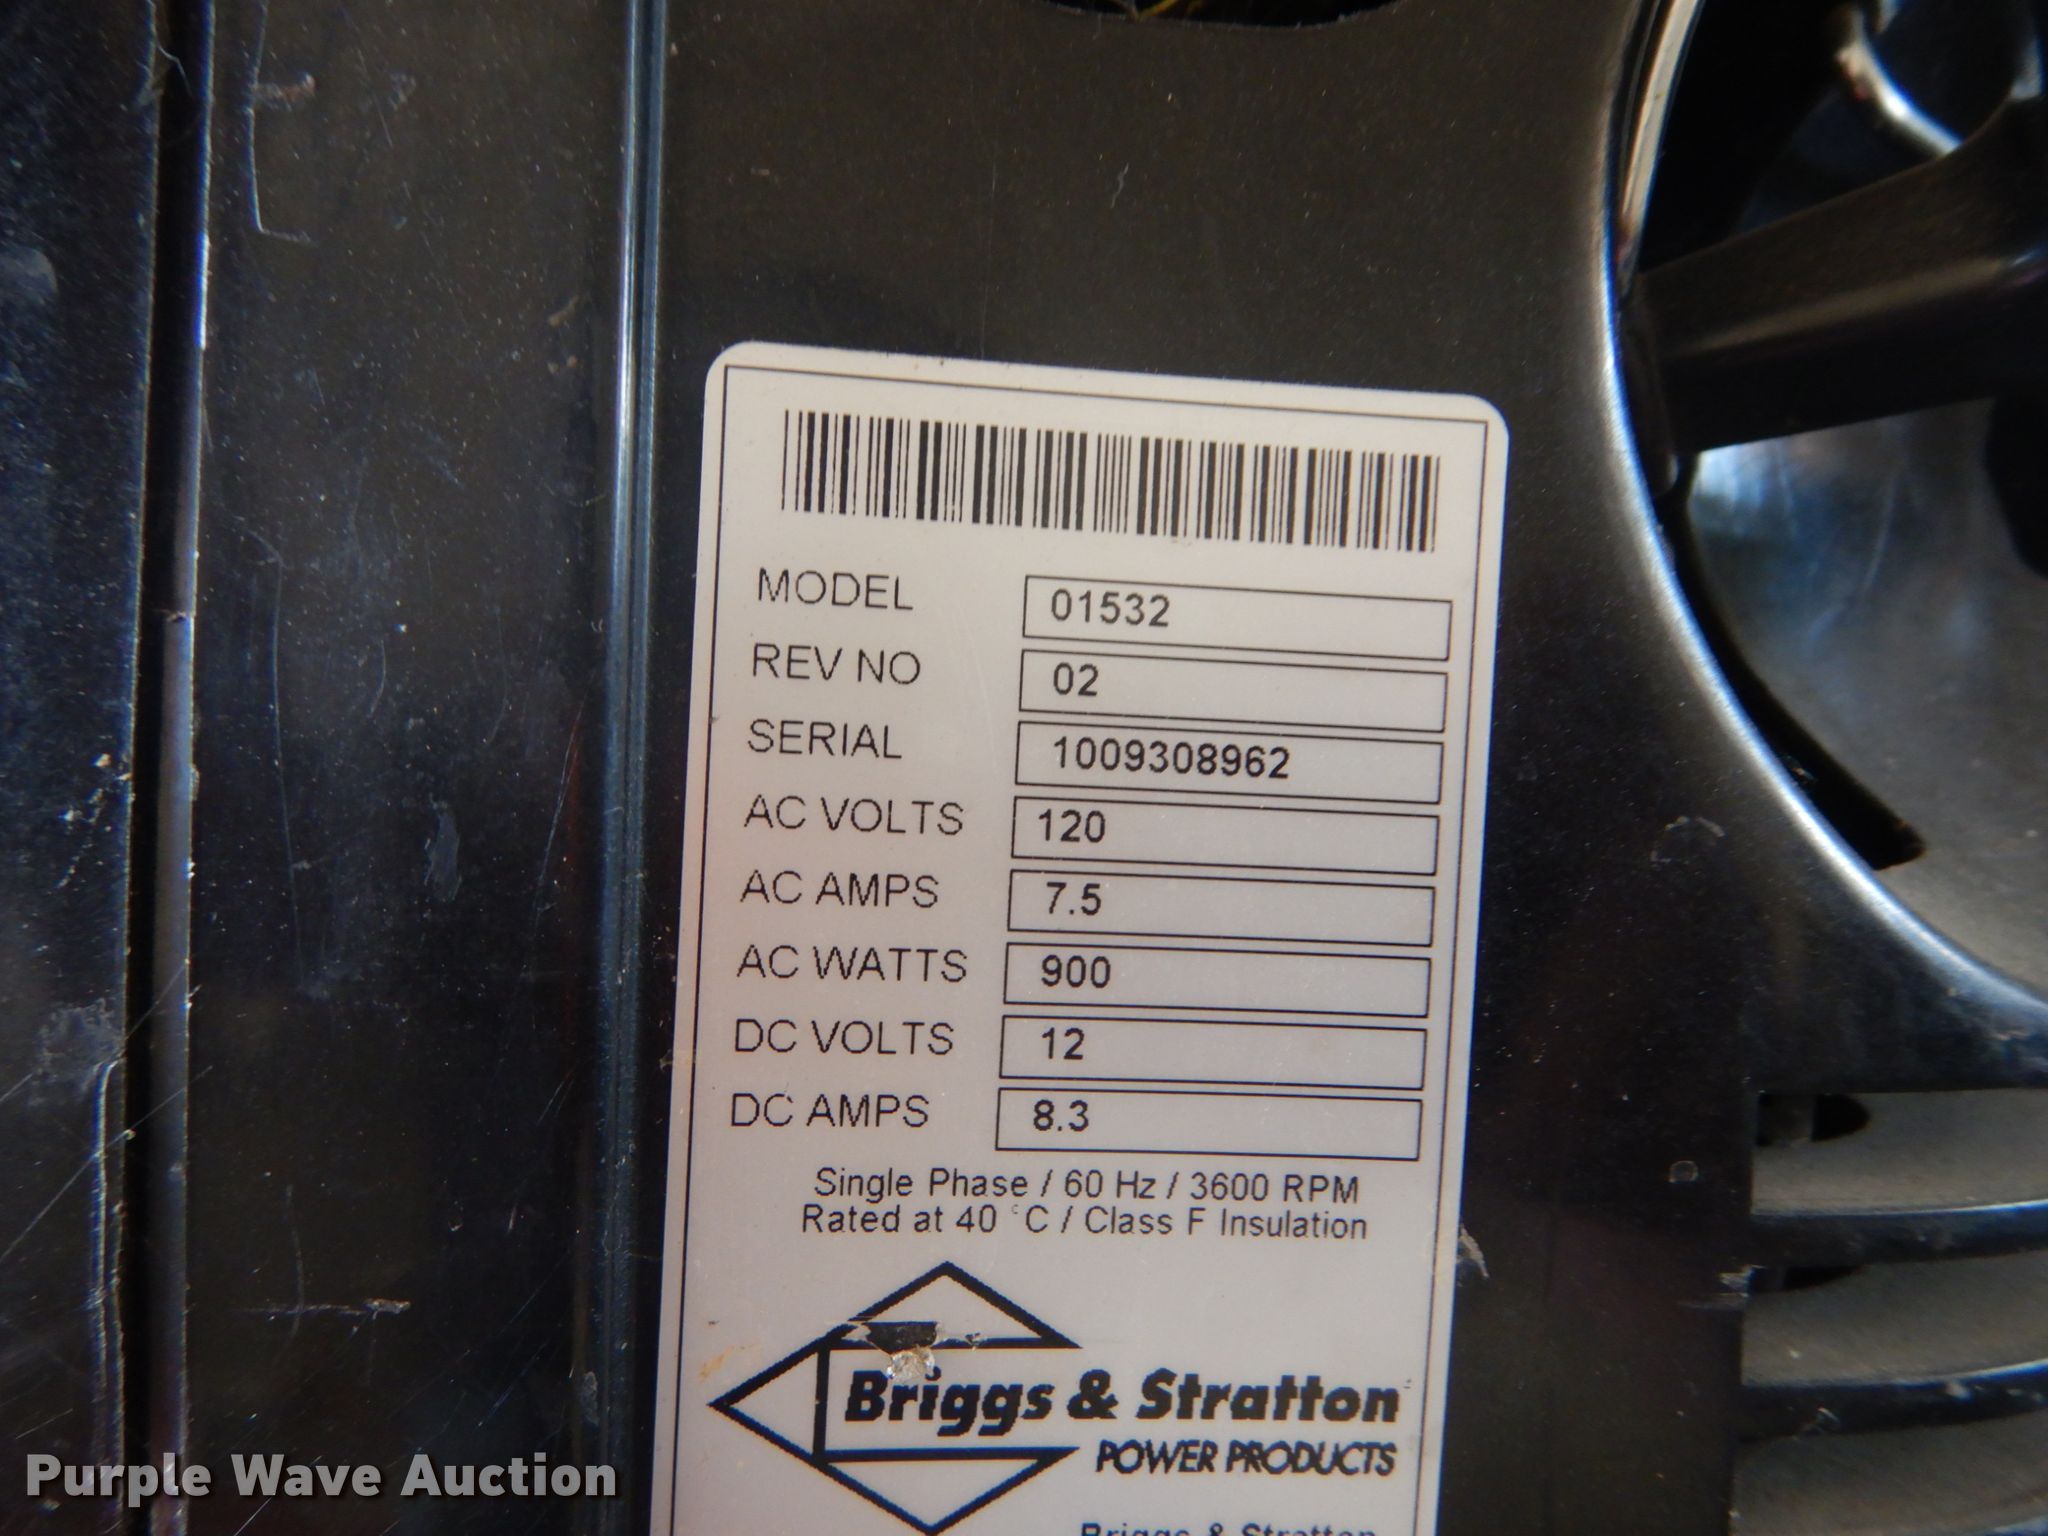 MODEL 01532
REV NO 02
SERIAL 1009308962
AC VOLTS 120
AC AMPS 7.5
AC WATTS 900
DC VOLTS 12
DC AMPS 8.3
Single Phase / 60 Hz / 3600 RPM
Rated at 40 °C / Class F Insulation
Briggs & Stratton
POWER PRODUCTS
Briggs & Stratton
Purple Wave Auction